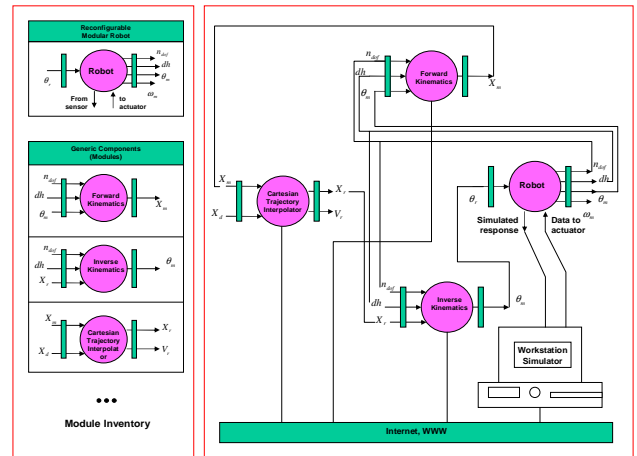 Reconfigurable
Modular Robot
θr
Robot
ndof
dh
θm
ωm
From
sensor
to
actuator
Generic Components
(Modules)
ndof
dh
θm
Forward
Kinematics
Xm
ndof
dh
Xr
Inverse
Kinematics
θm
Xm
Xd
Cartesian
Trajectory
Interpolat
or
Xr
Vr
•••
Module Inventory
ndof
dh
θm
Forward
Kinematics
Xm
Xm
Xd
Cartesian
Trajectory
Interpolator
Xr
Vr
θr
Robot
ndof
dh
θm
ωm
Simulated
response
Data to
actuator
ndof
dh
Xr
Inverse
Kinematics
θm
Workstation
Simulator
Internet, WWW